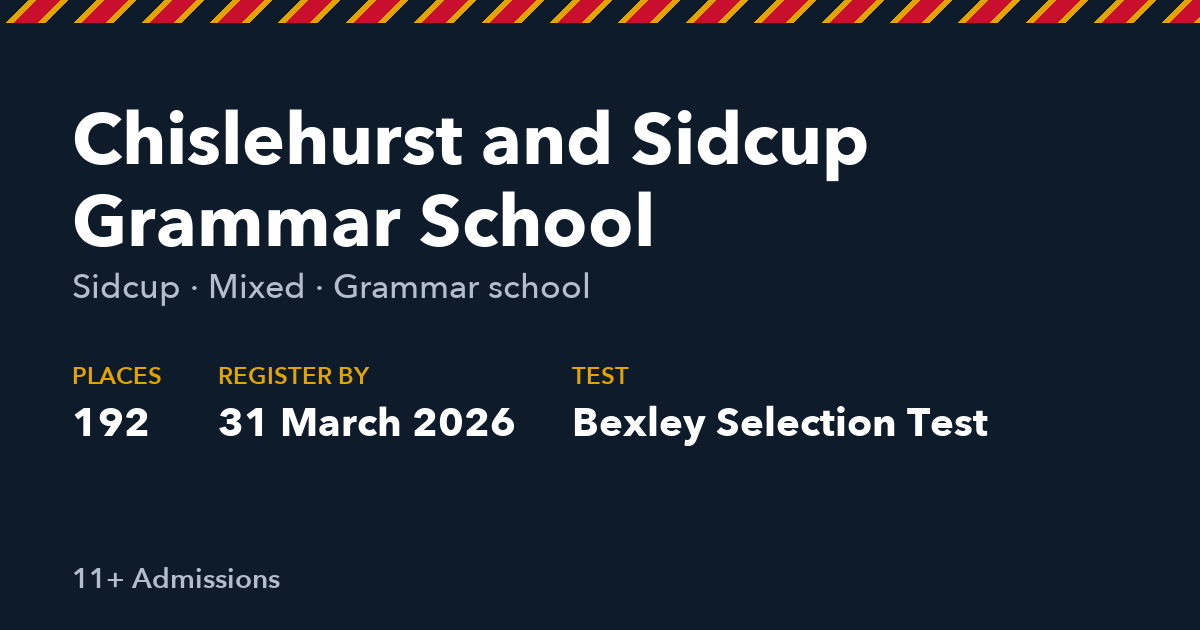 Chislehurst and Sidcup
Grammar School
Sidcup · Mixed · Grammar school
PLACES REGISTER BY TEST
192 31 March 2026 Bexley Selection Test
11+ Admissions